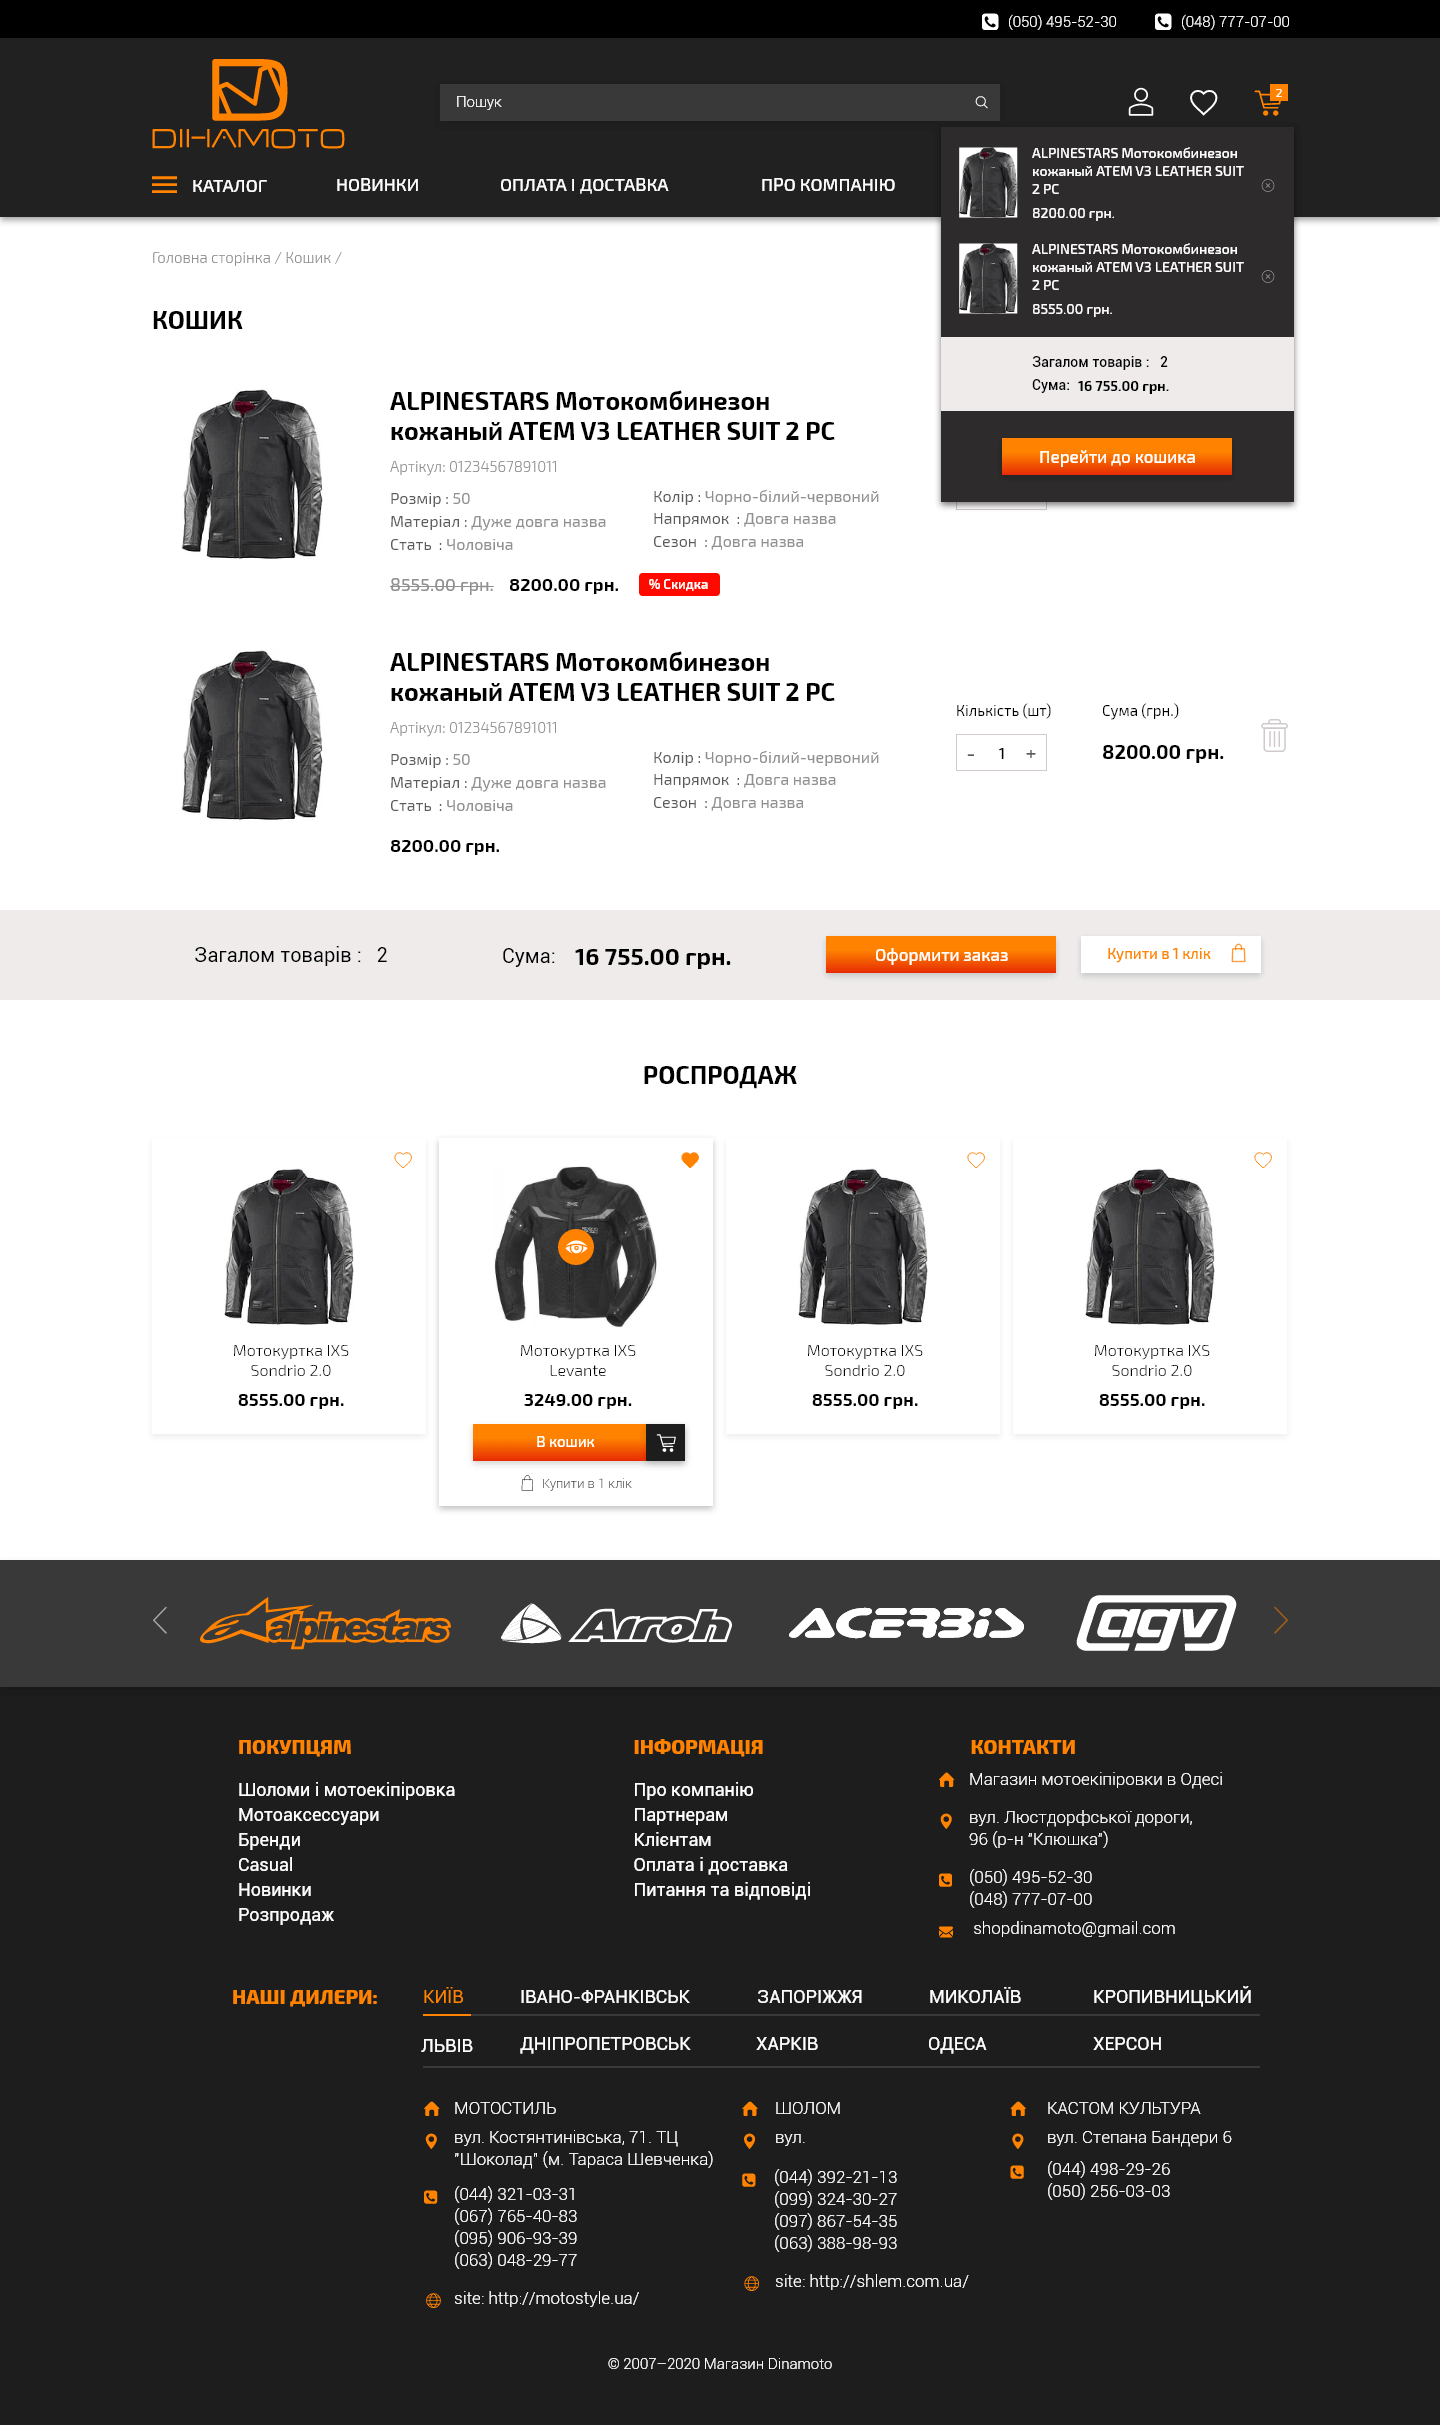 (050) 495-52-30
(048) 777-07-00
DIHAMOTO
Пошук
2
КАТАЛОГ
НОВИНКИ
ОПЛАТА І ДОСТАВКА
ПРО КОМПАНІЮ
ALPINESTARS Мотокомбинезон
кожаный ATEM V3 LEATHER SUIT
2 PC
8200.00 грн.
ALPINESTARS Мотокомбинезон
кожаный ATEM V3 LEATHER SUIT
2 PC
8555.00 грн.
Загалом товарів : 2
Сума: 16 755.00 грн.
Перейти до кошика
Головна сторінка / Кошик /
КОШИК
ALPINESTARS Мотокомбинезон
кожаный ATEM V3 LEATHER SUIT 2 PC
Артікул: 01234567891011
Розмір : 50
Матеріал : Дуже довга назва
Стать : Чоловіча
Колір : Чорно-білий-червоний
Напрямок : Довга назва
Сезон : Довга назва
8555.00 грн. 8200.00 грн. % Скидка
ALPINESTARS Мотокомбинезон
кожаный ATEM V3 LEATHER SUIT 2 PC
Артікул: 01234567891011
Розмір : 50
Матеріал : Дуже довга назва
Стать : Чоловіча
Колір : Чорно-білий-червоний
Напрямок : Довга назва
Сезон : Довга назва
8200.00 грн.
Кількість (шт)
- 1 +
Сума (грн.)
8200.00 грн.
Загалом товарів : 2
Сума: 16 755.00 грн.
Оформити заказ
Купити в 1 клік
РОСПРОДАЖ
Мотокуртка IXS
Sondrio 2.0
8555.00 грн.
Мотокуртка IXS
Levante
3249.00 грн.
В кошик
Купити в 1 клік
Мотокуртка IXS
Sondrio 2.0
8555.00 грн.
Мотокуртка IXS
Sondrio 2.0
8555.00 грн.
alpinestars
Airoh
ACERBIS
agv
ПОКУПЦЯМ
Шоломи і мотоекіпіровка
Мотоаксессуари
Бренди
Casual
Новинки
Розпродаж
ІНФОРМАЦІЯ
Про компанію
Партнерам
Клієнтам
Оплата і доставка
Питання та відповіді
КОНТАКТИ
Магазин мотоекіпіровки в Одесі
вул. Люстдорфської дороги,
96 (р-н "Клюшка")
(050) 495-52-30
(048) 777-07-00
shopdinamoto@gmail.com
НАШІ ДИЛЕРИ:
КИЇВ
ІВАНО-ФРАНКІВСЬК
ЗАПОРІЖЖЯ
МИКОЛАЇВ
КРОПИВНИЦЬКИЙ
ЛЬВІВ
ДНІПРОПЕТРОВСЬК
ХАРКІВ
ОДЕСА
ХЕРСОН
МОТОСТИЛЬ
вул. Костянтинівська, 71. ТЦ
"Шоколад" (м. Тараса Шевченка)
(044) 321-03-31
(067) 765-40-83
(095) 906-93-39
(063) 048-29-77
site: http://motostyle.ua/
ШОЛОМ
вул.
(044) 392-21-13
(099) 324-30-27
(097) 867-54-35
(063) 388-98-93
site: http://shlem.com.ua/
КАСТОМ КУЛЬТУРА
вул. Степана Бандери 6
(044) 498-29-26
(050) 256-03-03
© 2007–2020 Магазин Dinamoto